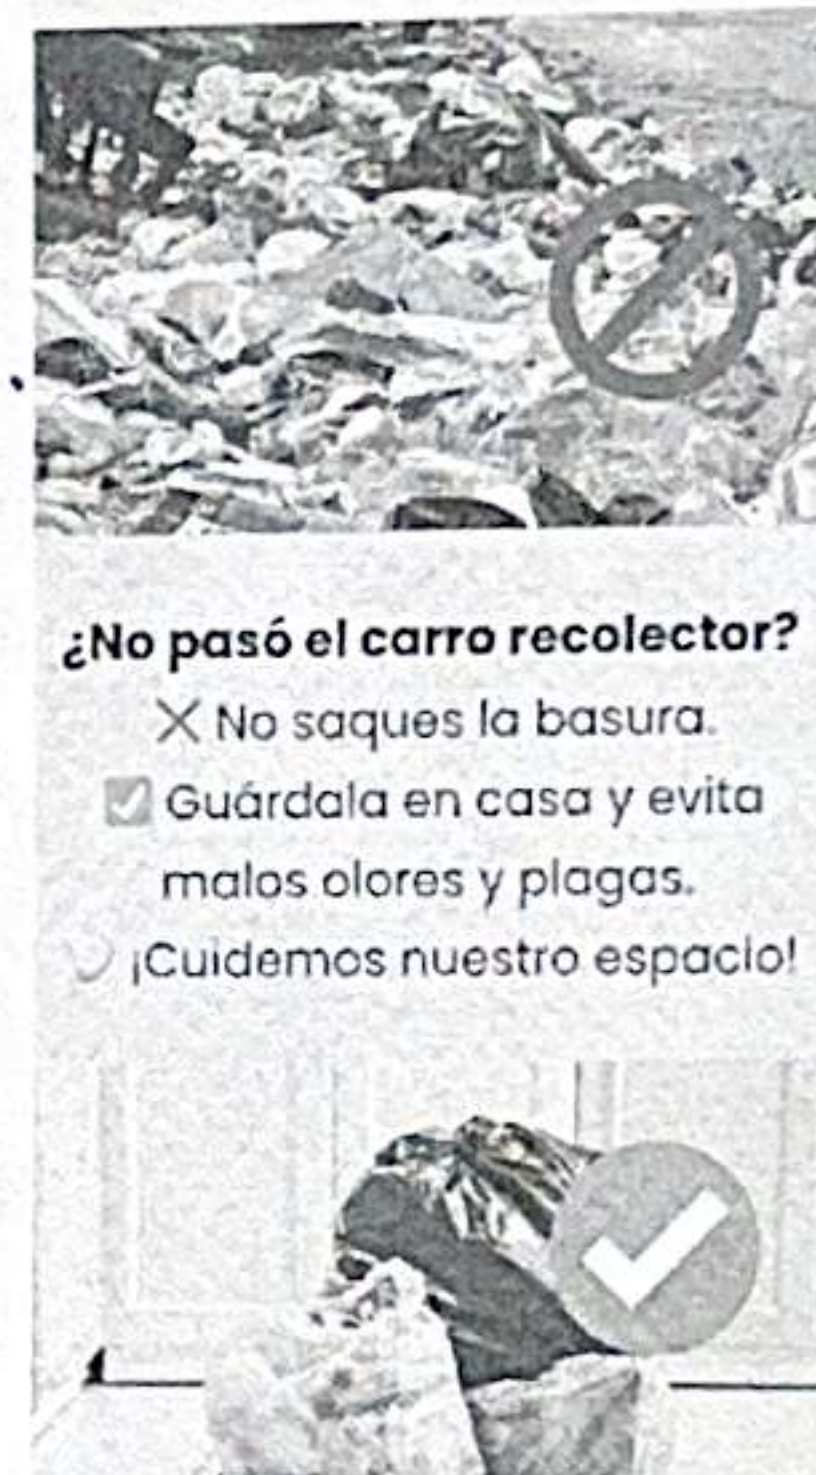 ¿No pasó el carro recolector?
No saques la basura.
Guárdala en casa y evita
malos olores y plagas.
¡Cuidemos nuestro espacio!